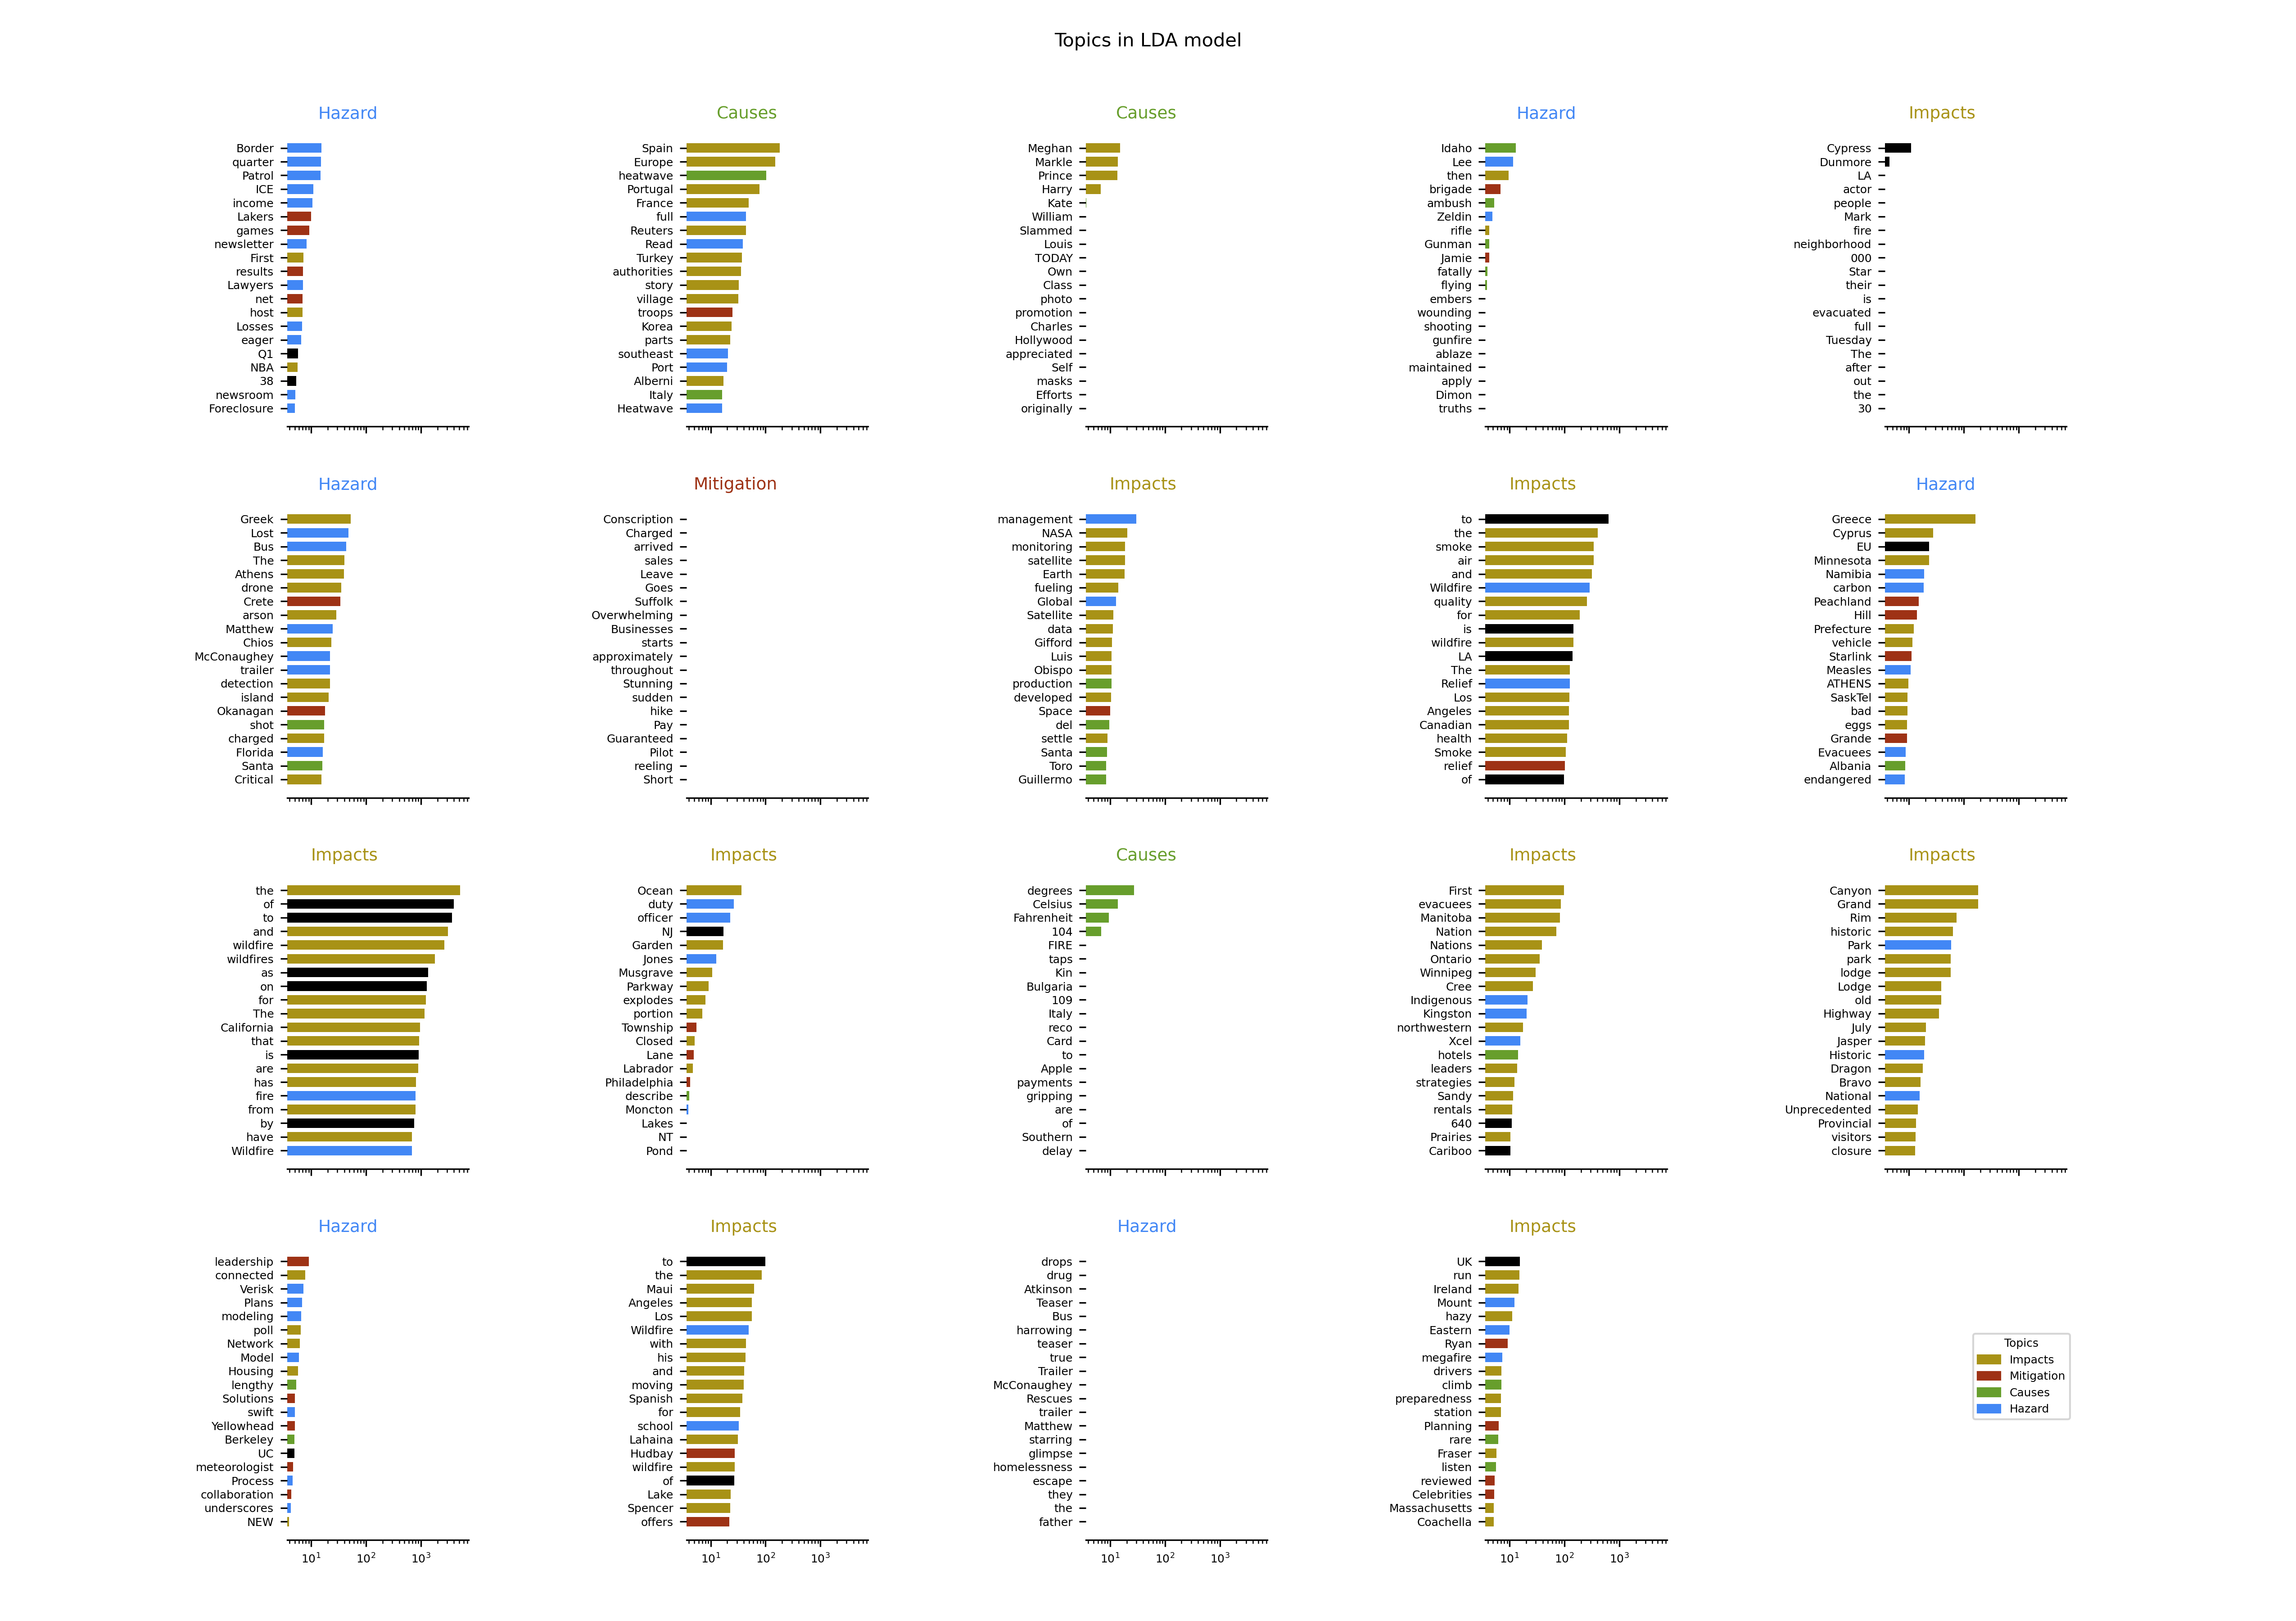 Topics in LDA model
Hazard
Border
quarter
Patrol
ICE
income
Lakers
games
newsletter
First
results
Lawyers
net
host
Losses
eager
Q1
NBA
38
newsroom
Foreclosure
Causes
Spain
Europe
heatwave
Portugal
France
full
Reuters
Read
Turkey
authorities
story
village
troops
Korea
parts
southeast
Port
Alberni
Italy
Heatwave
Causes
Meghan
Markle
Prince
Harry
Kate
William
Slammed
Louis
TODAY
Own
Class
photo
promotion
Charles
Hollywood
appreciated
Self
masks
Efforts
originally
Hazard
Idaho
Lee
then
brigade
ambush
Zeldin
rifle
Gunman
Jamie
fatally
flying
embers
wounding
shooting
gunfire
ablaze
maintained
apply
Dimon
truths
Impacts
Cypress
Dunmore
LA
actor
people
Mark
fire
neighborhood
000
Star
their
is
evacuated
full
Tuesday
The
after
out
the
30
Hazard
Greek
Lost
Bus
The
Athens
drone
Crete
arson
Matthew
Chios
McConaughey
trailer
detection
island
Okanagan
shot
charged
Florida
Santa
Critical
Mitigation
Conscription
Charged
arrived
sales
Leave
Goes
Suffolk
Overwhelming
Businesses
starts
approximately
throughout
Stunning
sudden
hike
Pay
Guaranteed
Pilot
reeling
Short
Impacts
management
NASA
monitoring
satellite
Earth
fueling
Global
Satellite
data
Gifford
Luis
Obispo
production
developed
Space
del
settle
Santa
Toro
Guillermo
Impacts
to
the
smoke
air
and
Wildfire
quality
for
is
wildfire
LA
The
Relief
Los
Angeles
Canadian
health
Smoke
relief
of
Hazard
Greece
Cyprus
EU
Minnesota
Namibia
carbon
Peachland
Hill
Prefecture
vehicle
Starlink
Measles
ATHENS
SaskTel
bad
eggs
Grande
Evacuees
Albania
endangered
Impacts
the
of
to
and
wildfire
wildfires
as
on
for
The
California
that
is
are
has
fire
from
by
have
Wildfire
Impacts
Ocean
duty
officer
NJ
Garden
Jones
Musgrave
Parkway
explodes
portion
Township
Closed
Lane
Labrador
Philadelphia
describe
Moncton
Lakes
NT
Pond
Causes
degrees
Celsius
Fahrenheit
104
FIRE
taps
Kin
Bulgaria
109
Italy
reco
Card
to
Apple
payments
gripping
are
of
Southern
delay
Impacts
First
evacuees
Manitoba
Nation
Nations
Ontario
Winnipeg
Cree
Indigenous
Kingston
northwestern
Xcel
hotels
leaders
strategies
Sandy
rentals
640
Prairies
Cariboo
Impacts
Canyon
Grand
Rim
historic
Park
park
lodge
Lodge
old
Highway
July
Jasper
Historic
Dragon
Bravo
National
Unprecedented
Provincial
visitors
closure
Hazard
leadership
connected
Verisk
Plans
modeling
poll
Network
Model
Housing
lengthy
Solutions
swift
Yellowhead
Berkeley
UC
meteorologist
Process
collaboration
underscores
NEW
10¹ 10² 10³
Impacts
to
the
Maui
Angeles
Los
Wildfire
with
his
and
moving
Spanish
for
school
Lahaina
Hudbay
wildfire
of
Lake
Spencer
offers
10¹ 10² 10³
Hazard
drops
drug
Atkinson
Teaser
Bus
harrowing
teaser
true
Trailer
McConaughey
Rescues
trailer
Matthew
starring
glimpse
homelessness
escape
they
the
father
10¹ 10² 10³
Impacts
UK
run
Ireland
Mount
hazy
Eastern
Ryan
megafire
drivers
climb
preparedness
station
Planning
rare
Fraser
listen
reviewed
Celebrities
Massachusetts
Coachella
10¹ 10² 10³
Topics
Impacts
Mitigation
Causes
Hazard